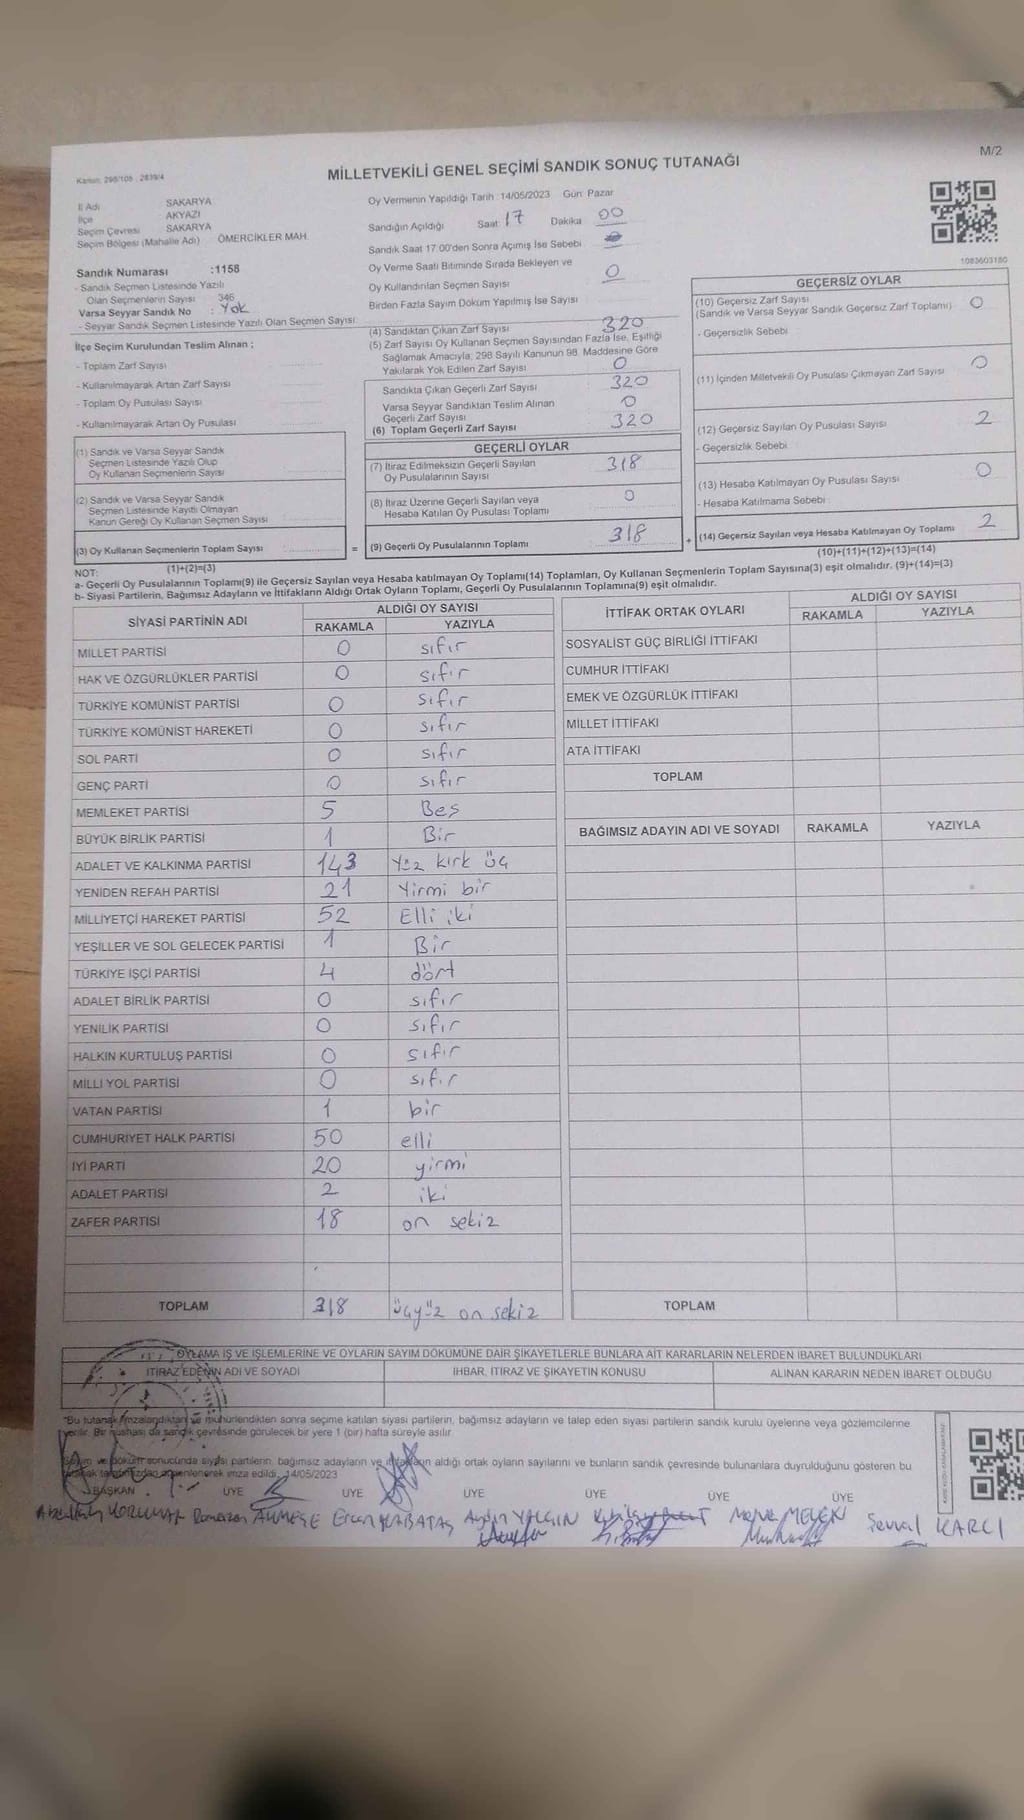 M/2
Kanun: 298/105 . 2839/4
MİLLETVEKİLİ GENEL SEÇİMİ SANDIK SONUÇ TUTANAĞI
İl Adı SAKARYA
İlçe AKYAZI
Seçim Çevresi SAKARYA
Seçim Bölgesi (Mahalle Adı) ÖMERCİKLER MAH.
Sandık Numarası :1158
- Sandık Seçmen Listesinde Yazılı
Olan Seçmenlerin Sayısı 346
Varsa Seyyar Sandık No : Yok
- Seyyar Sandık Seçmen Listesinde Yazılı Olan Seçmen Sayısı:
İlçe Seçim Kurulundan Teslim Alınan ;
- Toplam Zarf Sayısı
- Kullanılmayarak Artan Zarf Sayısı
- Toplam Oy Pusulası Sayısı
- Kullanılmayarak Artan Oy Pusulası
(1) Sandık ve Varsa Seyyar Sandık
Seçmen Listesinde Yazılı Olup
Oy Kullanan Seçmenlerin Sayısı
(2) Sandık ve Varsa Seyyar Sandık
Seçmen Listesinde Kayıtlı Olmayan
Kanun Gereği Oy Kullanan Seçmen Sayısı
(3) Oy Kullanan Seçmenlerin Toplam Sayısı =
(1)+(2)=(3)
Oy Vermenin Yapıldığı Tarih :14/05/2023 Gün: Pazar
Sandığın Açıldığı Saat 17 Dakika 00
Sandık Saat 17:00'den Sonra Açımış İse Sebebi
Oy Verme Saati Bitiminde Sırada Bekleyen ve
Oy Kullandırılan Seçmen Sayısı 0
Birden Fazla Sayım Döküm Yapılmış İse Sayısı
(4) Sandıktan Çıkan Zarf Sayısı 320
(5) Zarf Sayısı Oy Kullanan Seçmen Sayısından Fazla İse, Eşitliği
Sağlamak Amacıyla, 298 Sayılı Kanunun 98. Maddesine Göre
Yakılarak Yok Edilen Zarf Sayısı 0
Sandıkta Çıkan Geçerli Zarf Sayısı 320
Varsa Seyyar Sandıktan Teslim Alınan
Geçerli Zarf Sayısı 0
(6) Toplam Geçerli Zarf Sayısı 320
GEÇERLİ OYLAR
(7) İtiraz Edilmeksizin Geçerli Sayılan
Oy Pusulalarının Sayısı 318
(8) İtiraz Üzerine Geçerli Sayılan veya
Hesaba Katılan Oy Pusulası Toplamı 0
(9) Geçerli Oy Pusulalarının Toplamı 318 +
1083603180
GEÇERSİZ OYLAR
(10) Geçersiz Zarf Sayısı 0
(Sandık ve Varsa Seyyar Sandık Geçersiz Zarf Toplamı)
- Geçersizlik Sebebi :
(11) İçinden Milletvekili Oy Pusulası Çıkmayan Zarf Sayısı 0
(12) Geçersiz Sayılan Oy Pusulası Sayısı 2
- Geçersizlik Sebebi :
(13) Hesaba Katılmayan Oy Pusulası Sayısı 0
- Hesaba Katılmama Sebebi :
(14) Geçersiz Sayılan veya Hesaba Katılmayan Oy Toplamı 2
(10)+(11)+(12)+(13)=(14)
NOT:
a- Geçerli Oy Pusulalarının Toplamı(9) ile Geçersiz Sayılan veya Hesaba katılmayan Oy Toplamı(14) Toplamları, Oy Kullanan Seçmenlerin Toplam Sayısına(3) eşit olmalıdır. (9)+(14)=(3)
b- Siyasi Partilerin, Bağımsız Adayların ve İttifakların Aldığı Ortak Oyların Toplamı, Geçerli Oy Pusulalarının Toplamına(9) eşit olmalıdır.
SİYASİ PARTİNİN ADI ALDIĞI OY SAYISI
RAKAMLA YAZIYLA
MİLLET PARTİSİ 0 sıfır
HAK VE ÖZGÜRLÜKLER PARTİSİ 0 sıfır
TÜRKİYE KOMÜNİST PARTİSİ 0 sıfır
TÜRKİYE KOMÜNİST HAREKETİ 0 sıfır
SOL PARTİ 0 sıfır
GENÇ PARTİ 0 sıfır
MEMLEKET PARTİSİ 5 Beş
BÜYÜK BİRLİK PARTİSİ 1 Bir
ADALET VE KALKINMA PARTİSİ 143 Yüz kırk üç
YENİDEN REFAH PARTİSİ 21 Yirmi bir
MİLLİYETÇİ HAREKET PARTİSİ 52 Elli iki
YEŞİLLER VE SOL GELECEK PARTİSİ 1 Bir
TÜRKİYE İŞÇİ PARTİSİ 4 dört
ADALET BİRLİK PARTİSİ 0 sıfır
YENİLİK PARTİSİ 0 sıfır
HALKIN KURTULUŞ PARTİSİ 0 sıfır
MİLLİ YOL PARTİSİ 0 sıfır
VATAN PARTİSİ 1 bir
CUMHURİYET HALK PARTİSİ 50 elli
İYİ PARTİ 20 yirmi
ADALET PARTİSİ 2 iki
ZAFER PARTİSİ 18 on sekiz
TOPLAM 318 üçyüz on sekiz
İTTİFAK ORTAK OYLARI ALDIĞI OY SAYISI
RAKAMLA YAZIYLA
SOSYALİST GÜÇ BİRLİĞİ İTTİFAKI
CUMHUR İTTİFAKI
EMEK VE ÖZGÜRLÜK İTTİFAKI
MİLLET İTTİFAKI
ATA İTTİFAKI
TOPLAM
BAĞIMSIZ ADAYIN ADI VE SOYADI RAKAMLA YAZIYLA
TOPLAM
OYLAMA İŞ VE İŞLEMLERİNE VE OYLARIN SAYIM DÖKÜMÜNE DAİR ŞİKAYETLERLE BUNLARA AİT KARARLARIN NELERDEN İBARET BULUNDUKLARI
İTİRAZ EDENİN ADI VE SOYADI İHBAR, İTİRAZ VE ŞİKAYETİN KONUSU ALINAN KARARIN NEDEN İBARET OLDUĞU
"Bu tutanak imzalandıktan ve mühürlendikten sonra seçime katılan siyasi partilerin, bağımsız adayların ve talep eden siyasi partilerin sandık kurulu üyelerine veya gözlemcilerine
verilir. Bir nüshası da sandık çevresinde görülecek bir yere 1 (bir) hafta süreyle asılır.
Sayım ve döküm sonucunda siyasi partilerin, bağımsız adayların ve ittifakların aldığı ortak oyların sayılarını ve bunların sandık çevresinde bulunanlara duyrulduğunu gösteren bu
tutanak tarafımızdan düzenlenerek imza edildi. 14/05/2023
BAŞKAN ÜYE ÜYE ÜYE ÜYE ÜYE ÜYE
Abdullah KORKMAZ Ramazan Ercan KARABATAŞ Aydın YALÇIN Merve Şevval KARCI